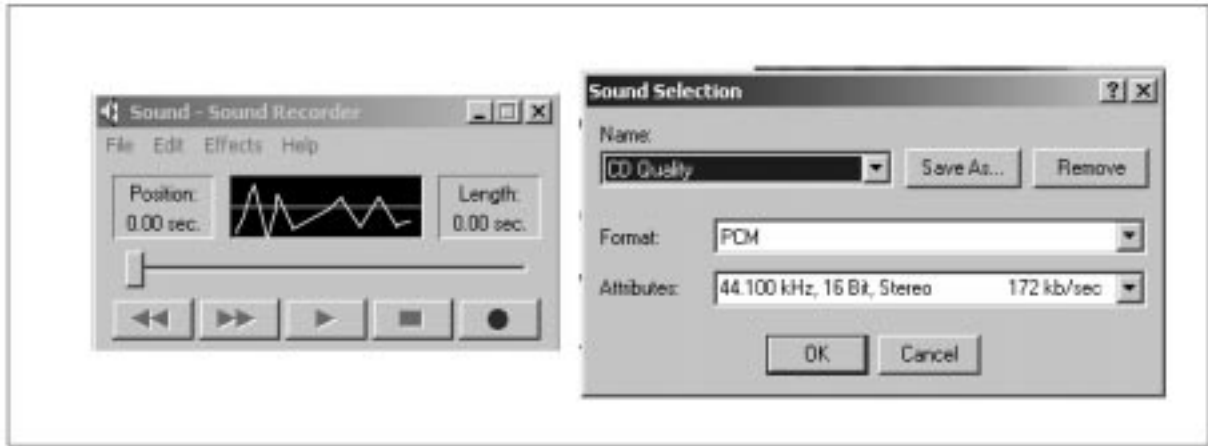 Sound - Sound Recorder
File Edit Effects Help
Position:
0.00 sec.
Length:
0.00 sec.
Sound Selection
Name:
CD Quality
Save As...
Remove
Format:
PCM
Attributes:
44.100 kHz, 16 Bit, Stereo 172 kb/sec
OK
Cancel